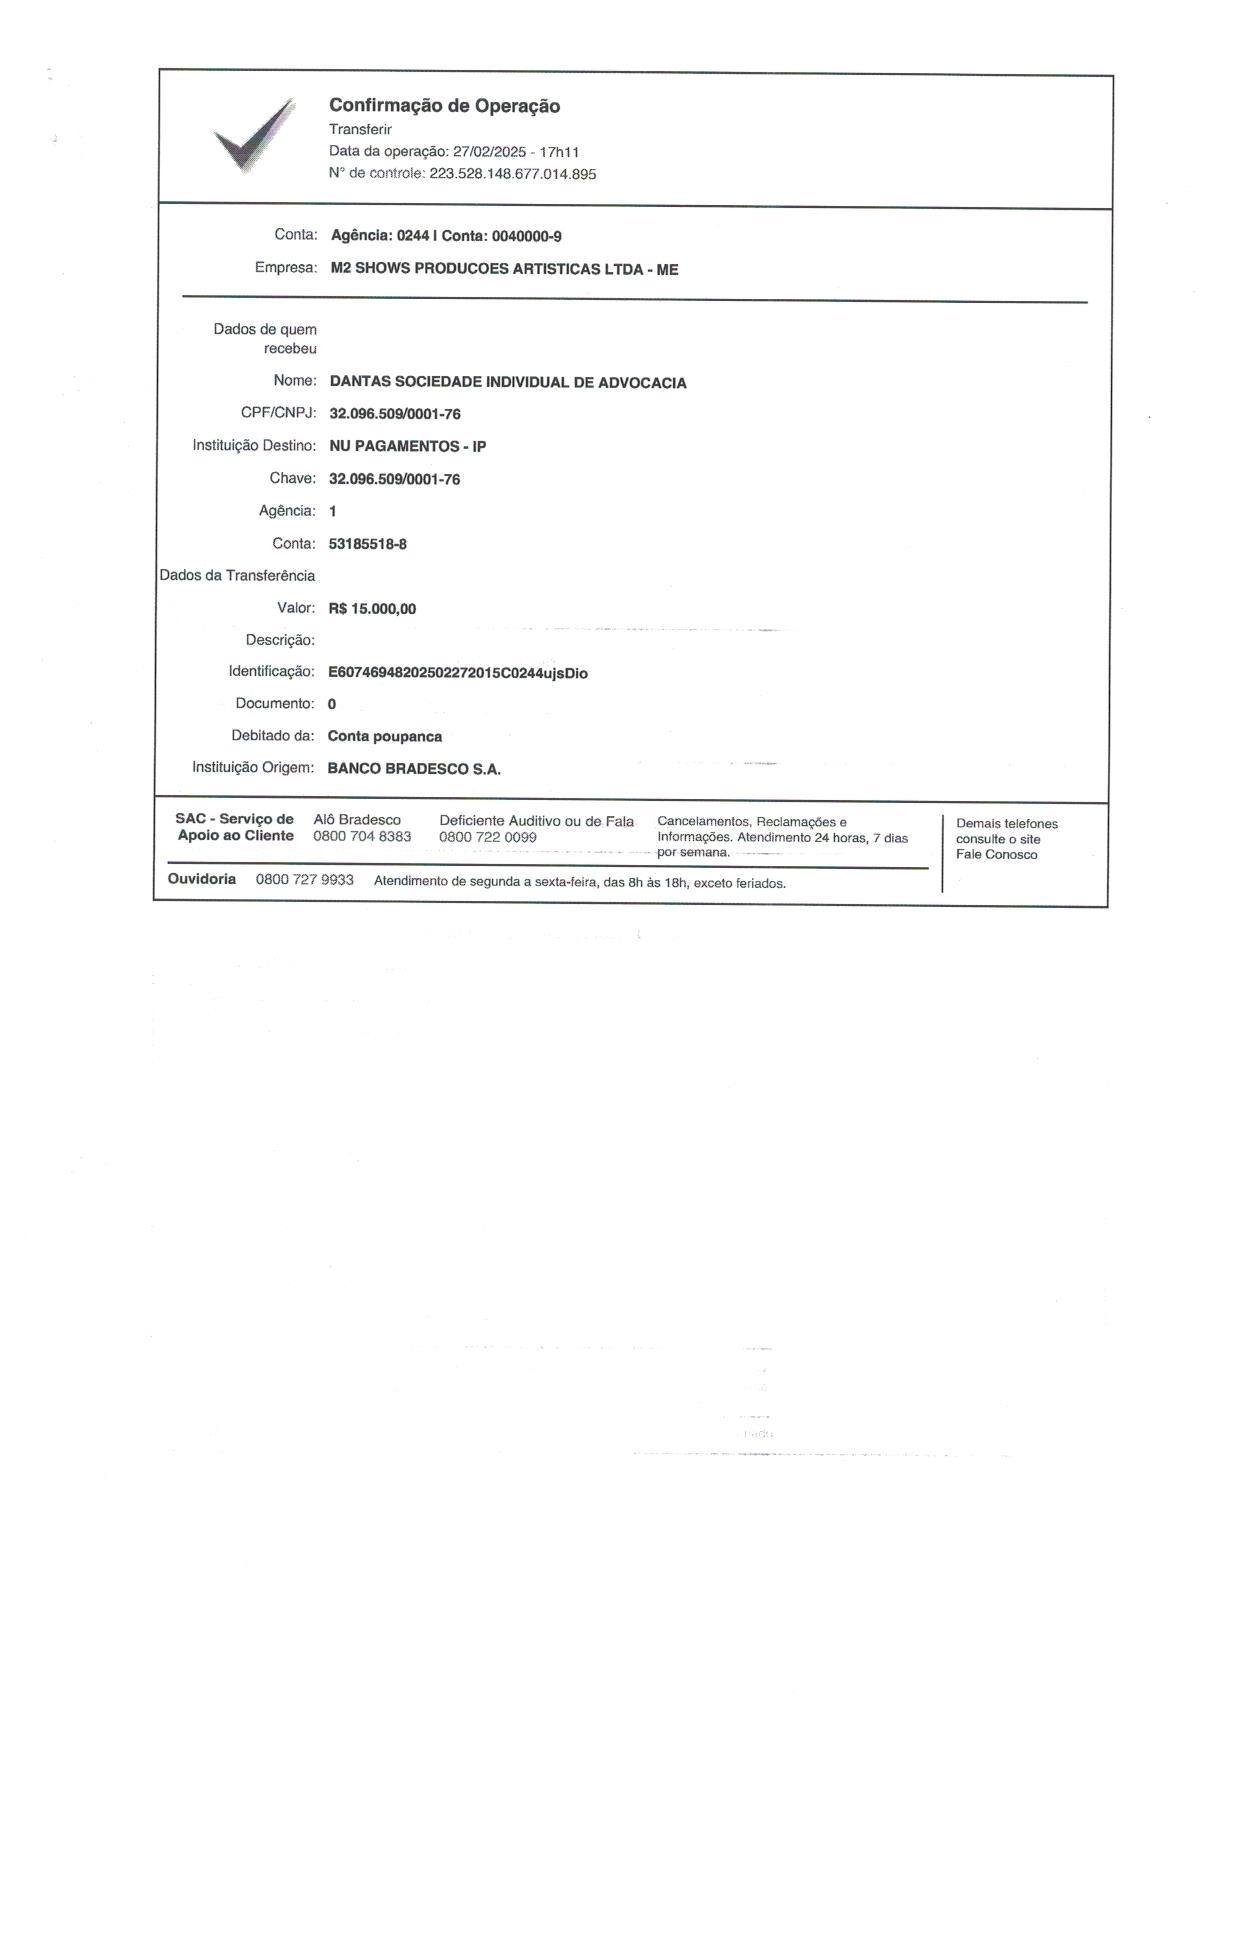 Confirmação de Operação
Transferir
Data da operação: 27/02/2025 - 17h11
N° de controle: 223.528.148.677.014.895
Conta: Agência: 0244 | Conta: 0040000-9
Empresa: M2 SHOWS PRODUCOES ARTISTICAS LTDA - ME
Dados de quem
recebeu
Nome: DANTAS SOCIEDADE INDIVIDUAL DE ADVOCACIA
CPF/CNPJ: 32.096.509/0001-76
Instituição Destino: NU PAGAMENTOS - IP
Chave: 32.096.509/0001-76
Agência: 1
Conta: 53185518-8
Dados da Transferência
Valor: R$ 15.000,00
Descrição:
Identificação: E60746948202502272015C0244ujsDio
Documento: 0
Debitado da: Conta poupanca
Instituição Origem: BANCO BRADESCO S.A.
SAC - Serviço de
Apoio ao Cliente
Alô Bradesco
0800 704 8383
Deficiente Auditivo ou de Fala
0800 722 0099
Cancelamentos, Reclamações e
Informações. Atendimento 24 horas, 7 dias
por semana.
Demais telefones
consulte o site
Fale Conosco
Ouvidoria 0800 727 9933 Atendimento de segunda a sexta-feira, das 8h às 18h, exceto feriados.